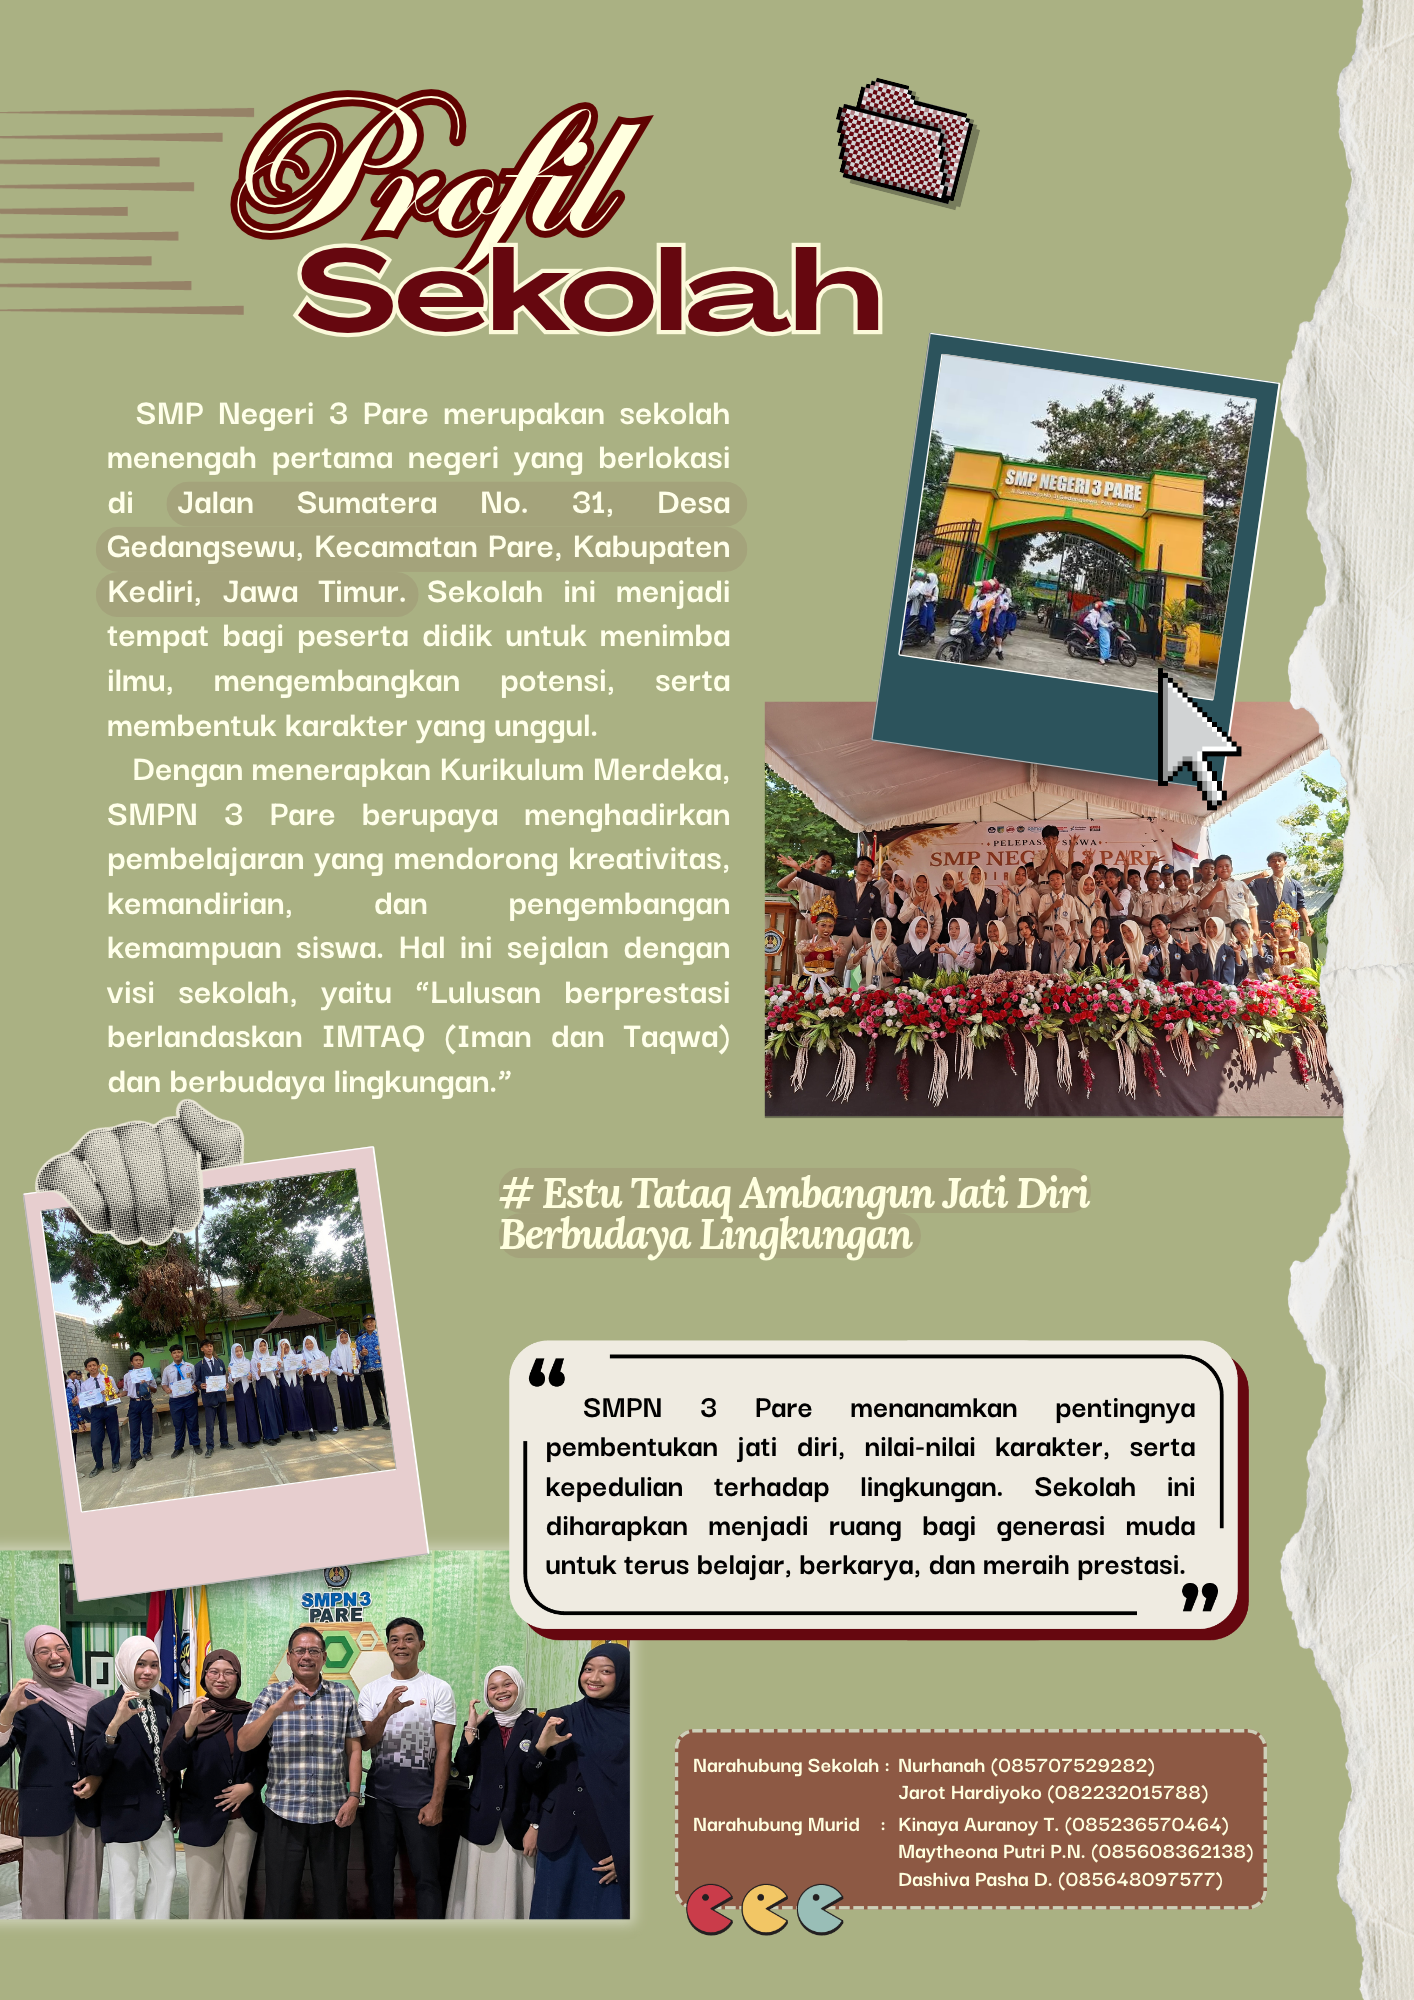 Profil
Sekolah
SMP Negeri 3 Pare merupakan sekolah
menengah pertama negeri yang berlokasi
di Jalan Sumatera No. 31, Desa
Gedangsewu, Kecamatan Pare, Kabupaten
Kediri, Jawa Timur. Sekolah ini menjadi
tempat bagi peserta didik untuk menimba
ilmu, mengembangkan potensi, serta
membentuk karakter yang unggul.
Dengan menerapkan Kurikulum Merdeka,
SMPN 3 Pare berupaya menghadirkan
pembelajaran yang mendorong kreativitas,
kemandirian, dan pengembangan
kemampuan siswa. Hal ini sejalan dengan
visi sekolah, yaitu “Lulusan berprestasi
berlandaskan IMTAQ (Iman dan Taqwa)
dan berbudaya lingkungan.”
SMP NEGERI 3 PARE
SMP NEGERI 3 PARE
# Estu Tataq Ambangun Jati Diri
Berbudaya Lingkungan
“ SMPN 3 Pare menanamkan pentingnya
pembentukan jati diri, nilai-nilai karakter, serta
kepedulian terhadap lingkungan. Sekolah ini
diharapkan menjadi ruang bagi generasi muda
untuk terus belajar, berkarya, dan meraih prestasi. ”
SMPN 3
PARE
Narahubung Sekolah : Nurhanah (085707529282)
Jarot Hardiyoko (082232015788)
Narahubung Murid : Kinaya Auranoy T. (085236570464)
Maytheona Putri P.N. (085608362138)
Dashiva Pasha D. (085648097577)